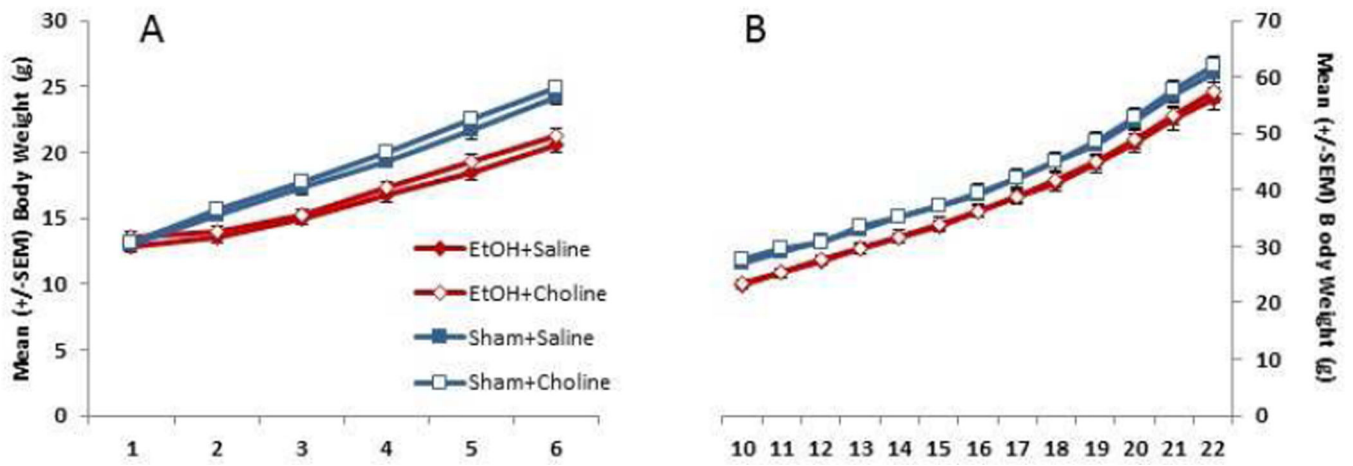 A
B
Mean (+/-SEM) Body Weight (g)
30
25
20
15
10
5
0
1 2 3 4 5 6
EtOH+Saline
EtOH+Choline
Sham+Saline
Sham+Choline
10 11 12 13 14 15 16 17 18 19 20 21 22
70
60
50
40
30
20
10
0
Mean (+/-SEM) Body Weight (g)